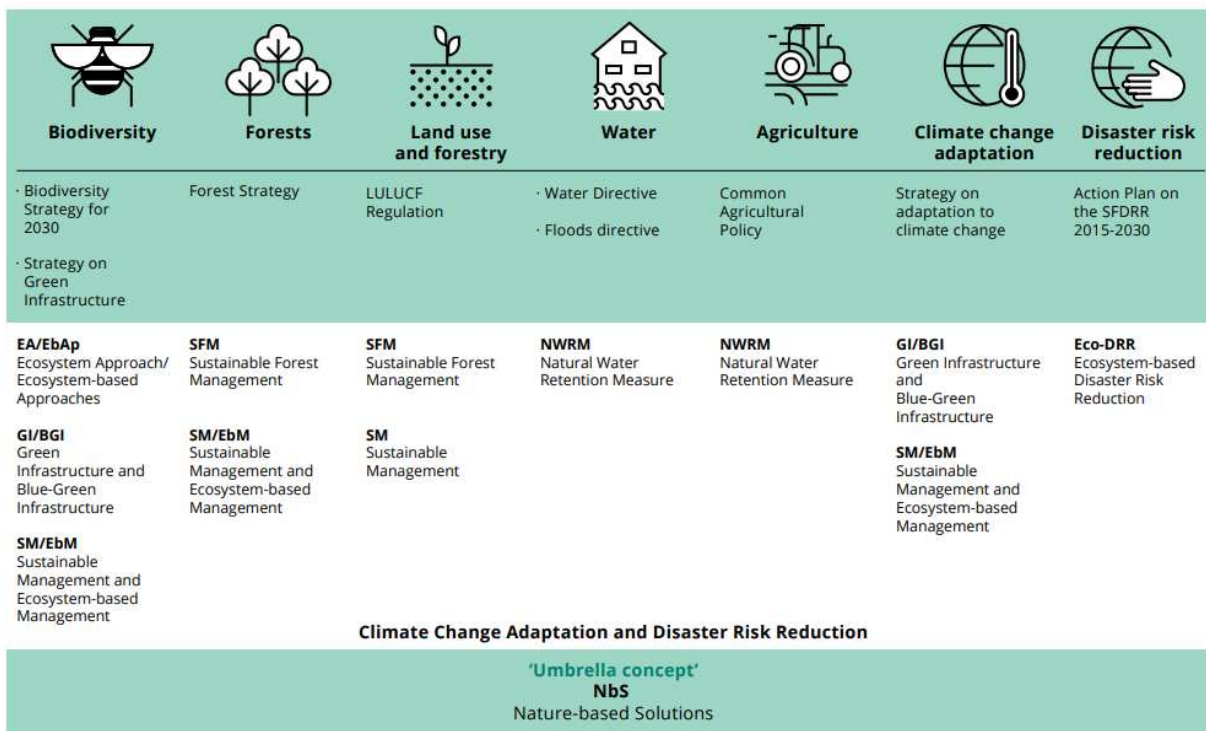 Biodiversity
Forests
Land use
and forestry
Water
Agriculture
Climate change
adaptation
Disaster risk
reduction
· Biodiversity
Strategy for
2030
· Strategy on
Green
Infrastructure
Forest Strategy
LULUCF
Regulation
· Water Directive
· Floods directive
Common
Agricultural
Policy
Strategy on
adaptation to
climate change
Action Plan on
the SFDRR
2015-2030
EA/EbAp
Ecosystem Approach/
Ecosystem-based
Approaches
GI/BGI
Green
Infrastructure and
Blue-Green
Infrastructure
SM/EbM
Sustainable
Management and
Ecosystem-based
Management
SFM
Sustainable Forest
Management
SM/EbM
Sustainable
Management and
Ecosystem-based
Management
SFM
Sustainable Forest
Management
SM
Sustainable
Management
NWRM
Natural Water
Retention Measure
NWRM
Natural Water
Retention Measure
GI/BGI
Green Infrastructure
and
Blue-Green
Infrastructure
SM/EbM
Sustainable
Management and
Ecosystem-based
Management
Eco-DRR
Ecosystem-based
Disaster Risk
Reduction
Climate Change Adaptation and Disaster Risk Reduction
‘Umbrella concept’
NbS
Nature-based Solutions